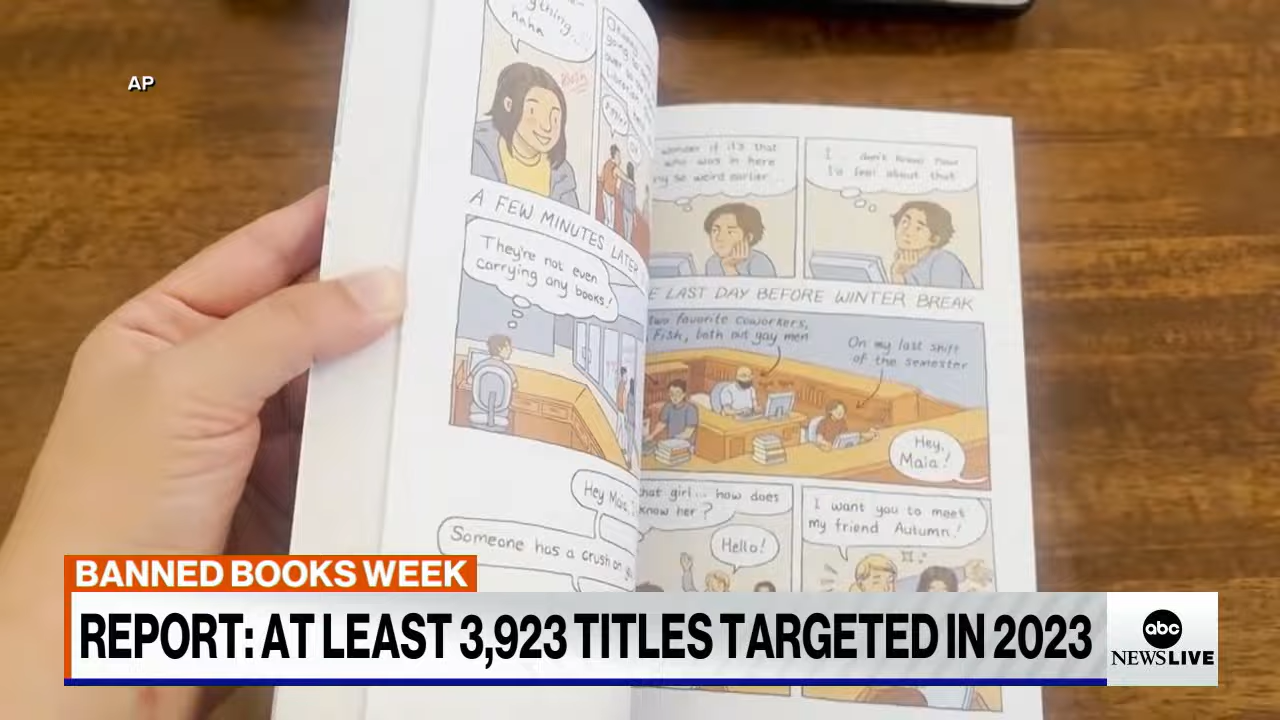 AP
ything...
haha
A FEW MINUTES LATER
They're not even
carrying any books!
Hey Maia,
Someone has a crush on
wonder if it's that
who was in here
so weird earlier
I... don't know how
I'd feel about that
LAST DAY BEFORE WINTER BREAK
two favorite coworkers,
Fish, both out gay men
On my last shift
of the semester
Hey,
Maia!
that girl... how does
know her?
Hello!
I want you to meet
my friend Autumn!
BANNED BOOKS WEEK
REPORT: AT LEAST 3,923 TITLES TARGETED IN 2023
abc
NEWS LIVE